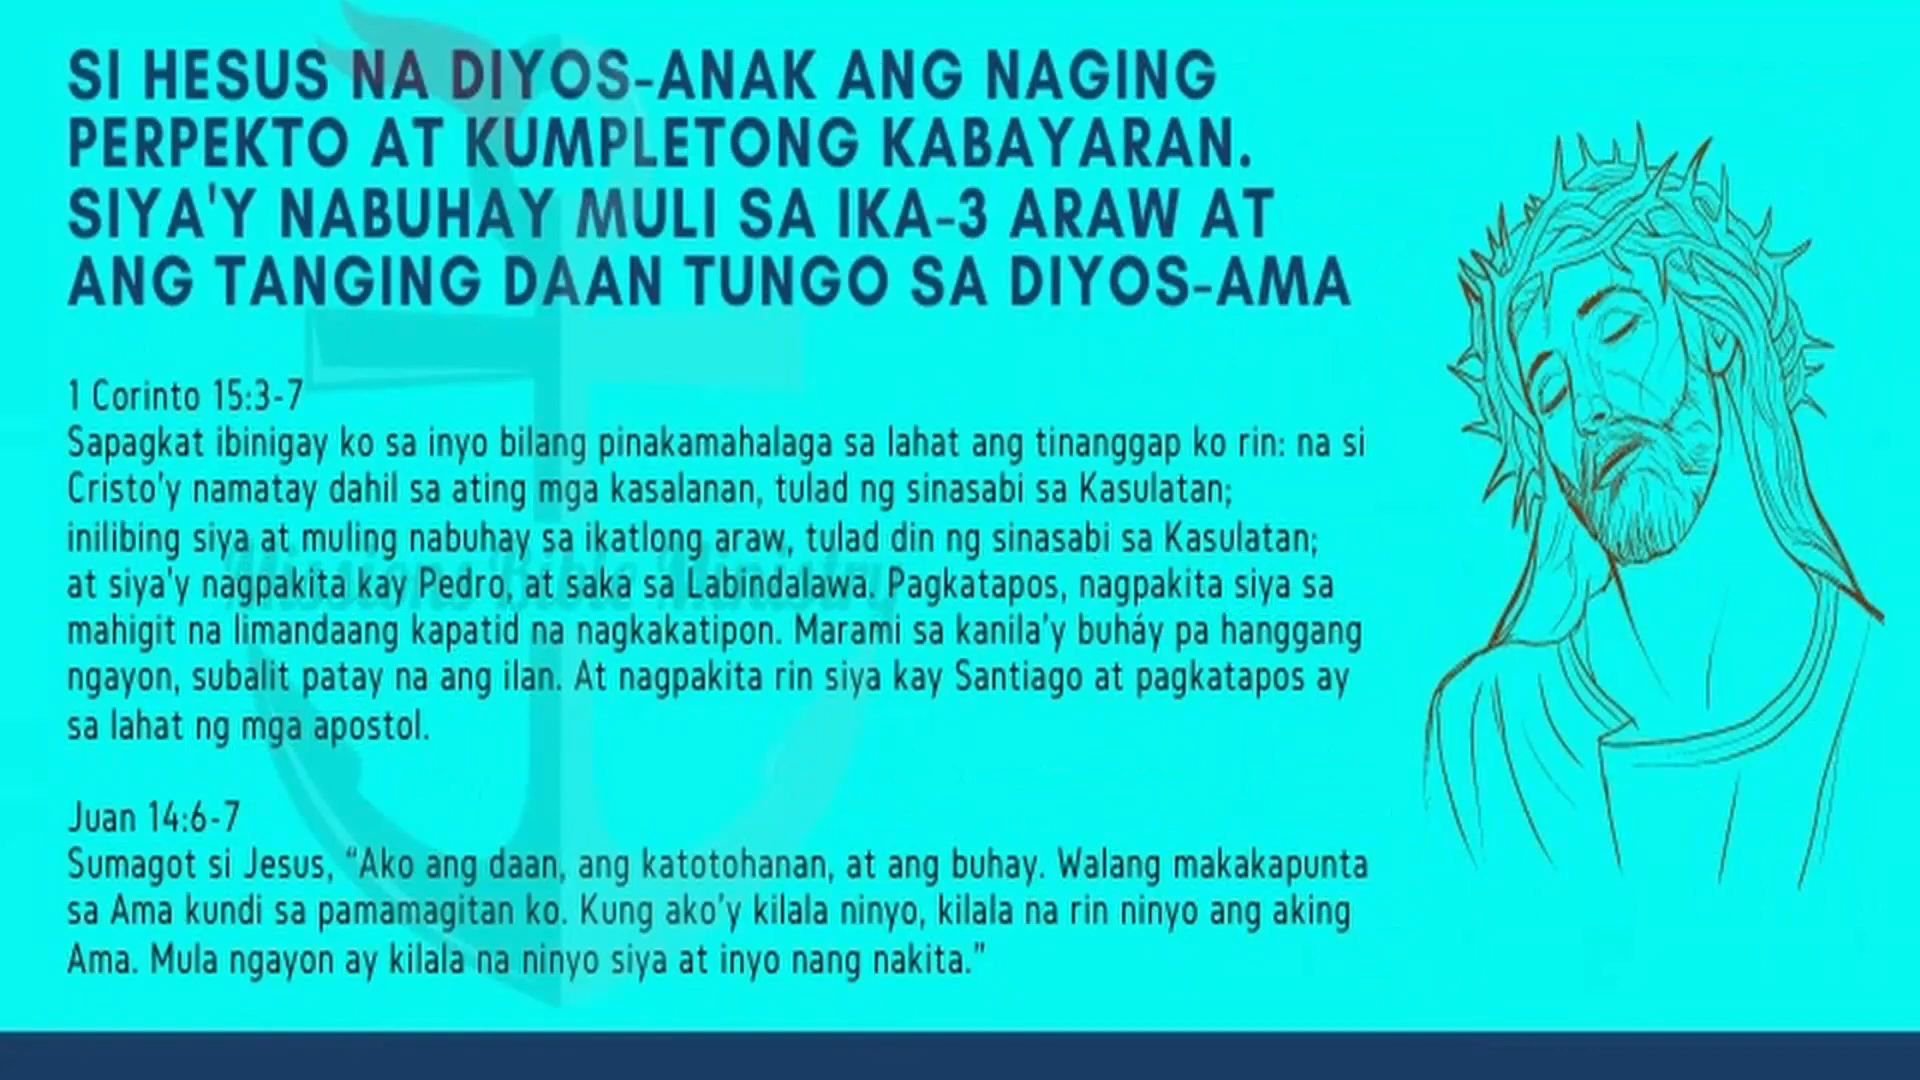 SI HESUS NA DIYOS-ANAK ANG NAGING
PERPEKTO AT KUMPLETONG KABAYARAN.
SIYA'Y NABUHAY MULI SA IKA-3 ARAW AT
ANG TANGING DAAN TUNGO SA DIYOS-AMA
1 Corinto 15:3-7
Sapagkat ibinigay ko sa inyo bilang pinakamahalaga sa lahat ang tinanggap ko rin: na si
Cristo'y namatay dahil sa ating mga kasalanan, tulad ng sinasabi sa Kasulatan;
inilibing siya at muling nabuhay sa ikatlong araw, tulad din ng sinasabi sa Kasulatan;
at siya'y nagpakita kay Pedro, at saka sa Labindalawa. Pagkatapos, nagpakita siya sa
mahigit na limandaang kapatid na nagkakatipon. Marami sa kanila'y buháy pa hanggang
ngayon, subalit patay na ang ilan. At nagpakita rin siya kay Santiago at pagkatapos ay
sa lahat ng mga apostol.
Juan 14:6-7
Sumagot si Jesus, “Ako ang daan, ang katotohanan, at ang buhay. Walang makakapunta
sa Ama kundi sa pamamagitan ko. Kung ako'y kilala ninyo, kilala na rin ninyo ang aking
Ama. Mula ngayon ay kilala na ninyo siya at inyo nang nakita.”
Missions Bible Ministry